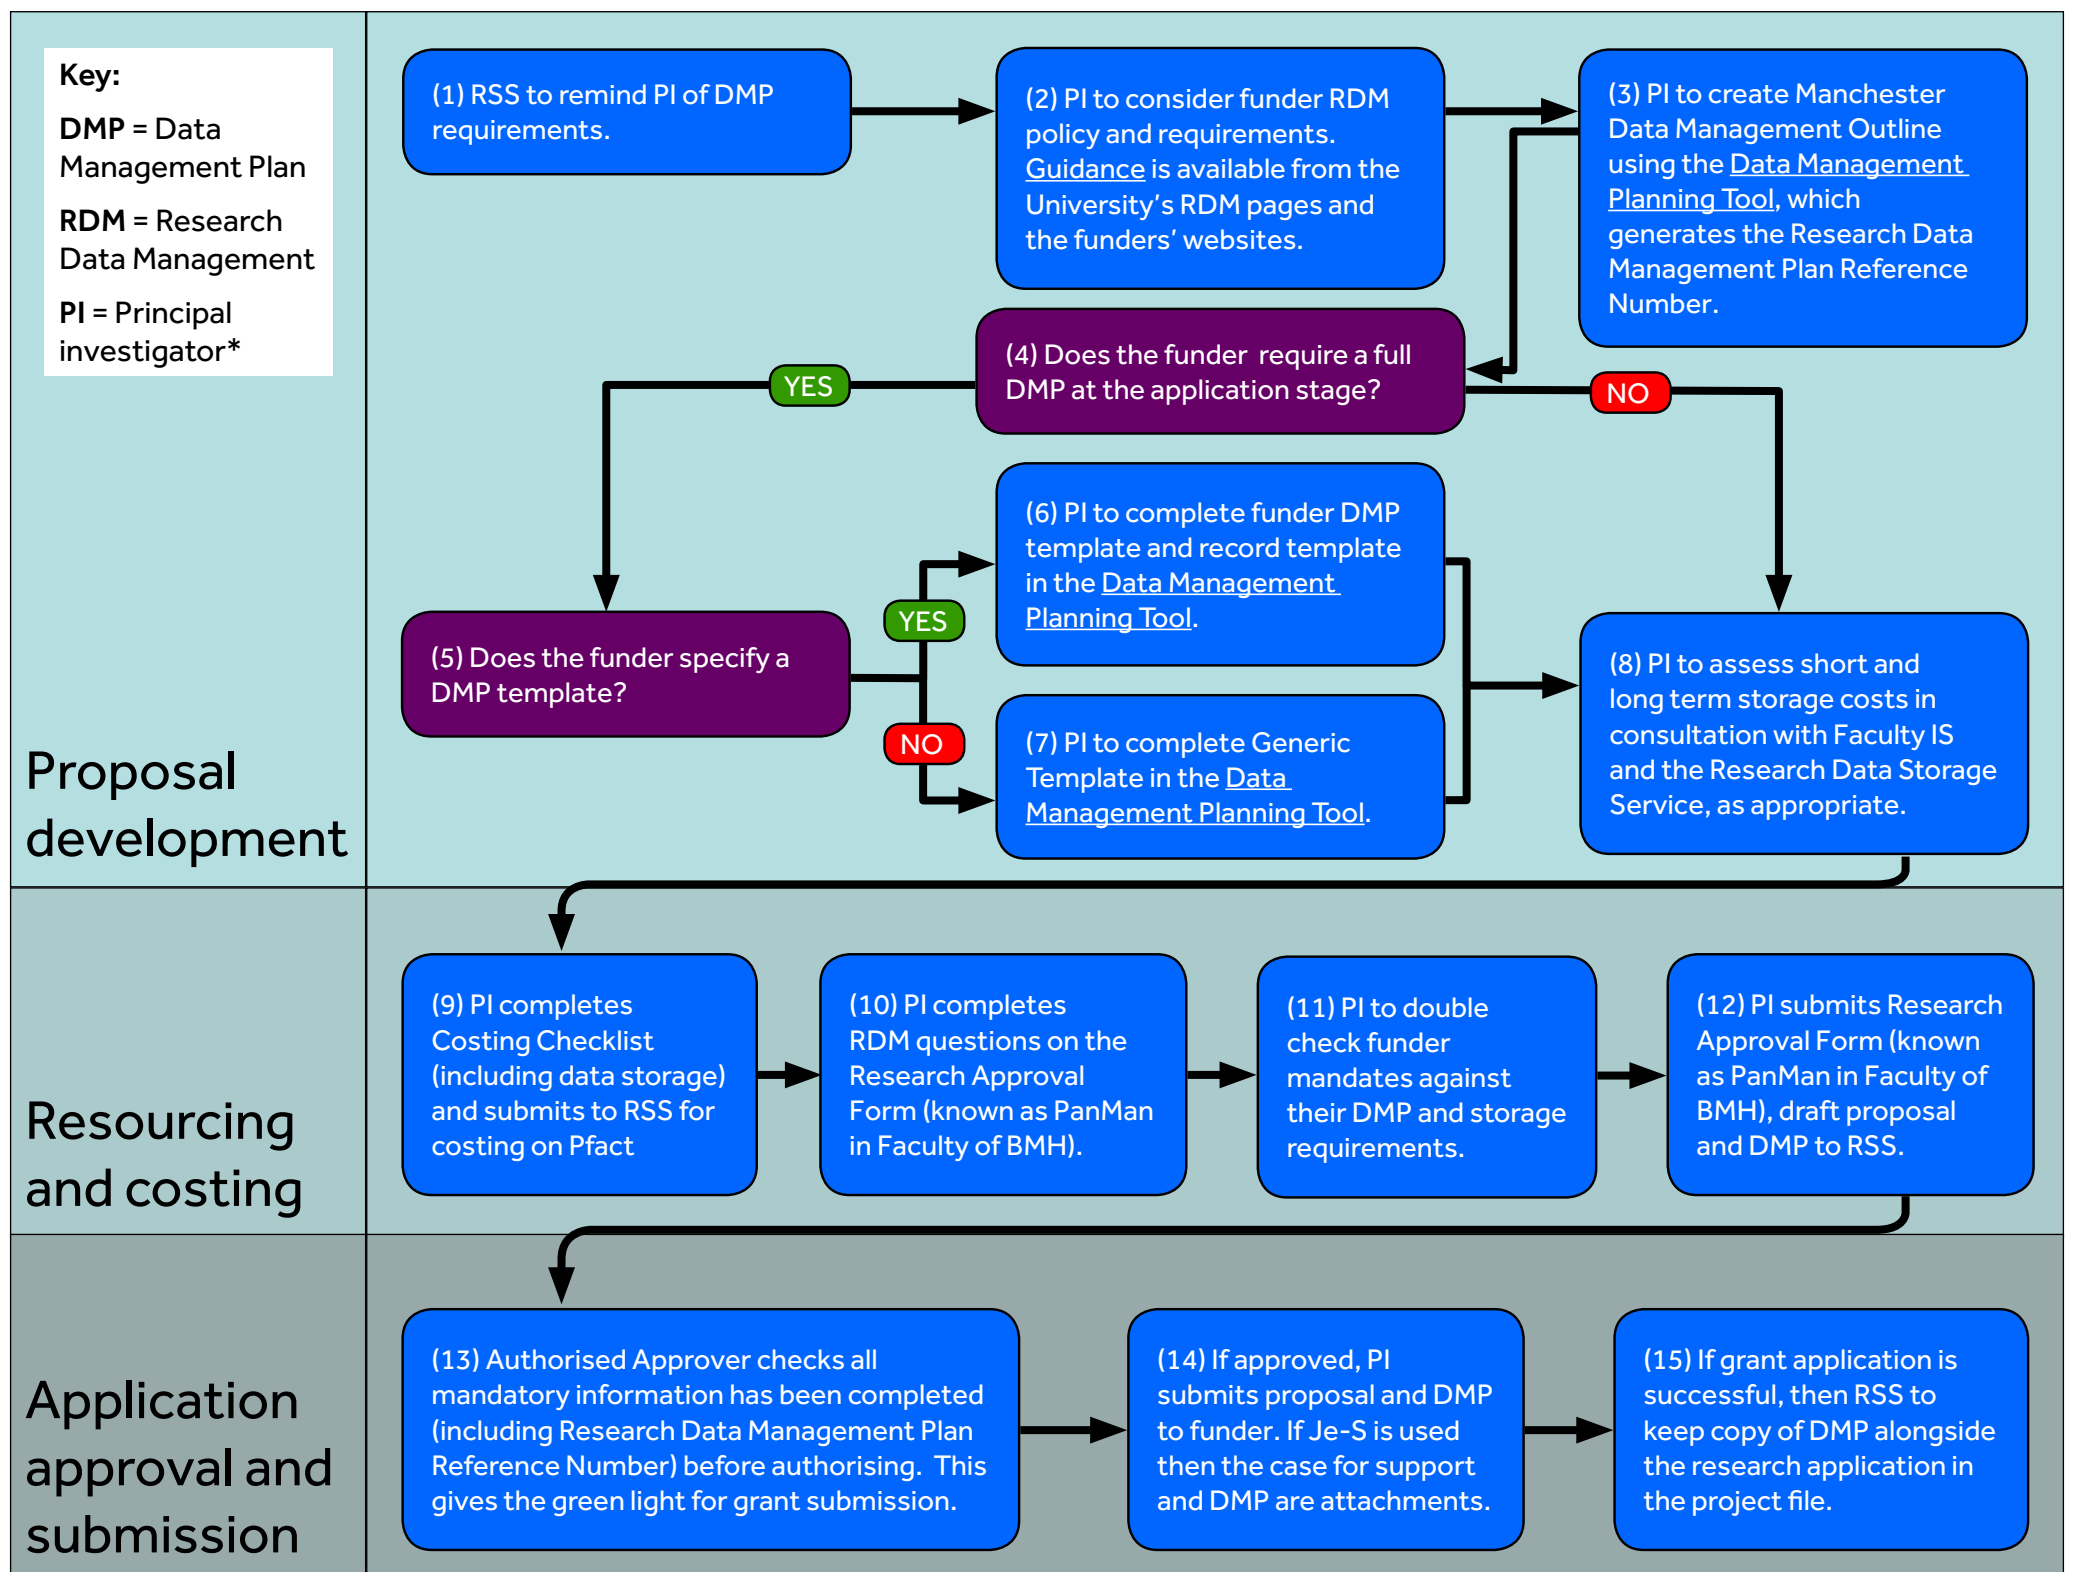 Key:
DMP = Data
Management Plan
RDM = Research
Data Management
PI = Principal
investigator*
(1) RSS to remind PI of DMP
requirements.
(2) PI to consider funder RDM
policy and requirements.
Guidance is available from the
University’s RDM pages and
the funders’ websites.
(3) PI to create Manchester
Data Management Outline
using the Data Management
Planning Tool, which
generates the Research Data
Management Plan Reference
Number.
(4) Does the funder require a full
DMP at the application stage?
YES
NO
(5) Does the funder specify a
DMP template?
YES
NO
(6) PI to complete funder DMP
template and record template
in the Data Management
Planning Tool.
(7) PI to complete Generic
Template in the Data
Management Planning Tool.
(8) PI to assess short and
long term storage costs in
consultation with Faculty IS
and the Research Data Storage
Service, as appropriate.
Proposal
development
Resourcing
and costing
(9) PI completes
Costing Checklist
(including data storage)
and submits to RSS for
costing on Pfact
(10) PI completes
RDM questions on the
Research Approval
Form (known as PanMan
in Faculty of BMH).
(11) PI to double
check funder
mandates against
their DMP and storage
requirements.
(12) PI submits Research
Approval Form (known
as PanMan in Faculty of
BMH), draft proposal
and DMP to RSS.
Application
approval and
submission
(13) Authorised Approver checks all
mandatory information has been completed
(including Research Data Management Plan
Reference Number) before authorising.  This
gives the green light for grant submission.
(14) If approved, PI
submits proposal and DMP
to funder. If Je-S is used
then the case for support
and DMP are attachments.
(15) If grant application is
successful, then RSS to
keep copy of DMP alongside
the research application in
the project file.